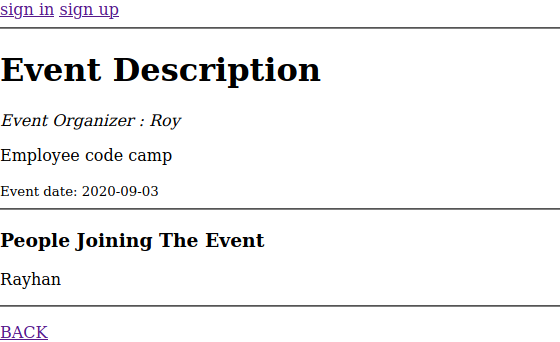 sign in sign up
Event Description
Event Organizer : Roy
Employee code camp
Event date: 2020-09-03
People Joining The Event
Rayhan
BACK